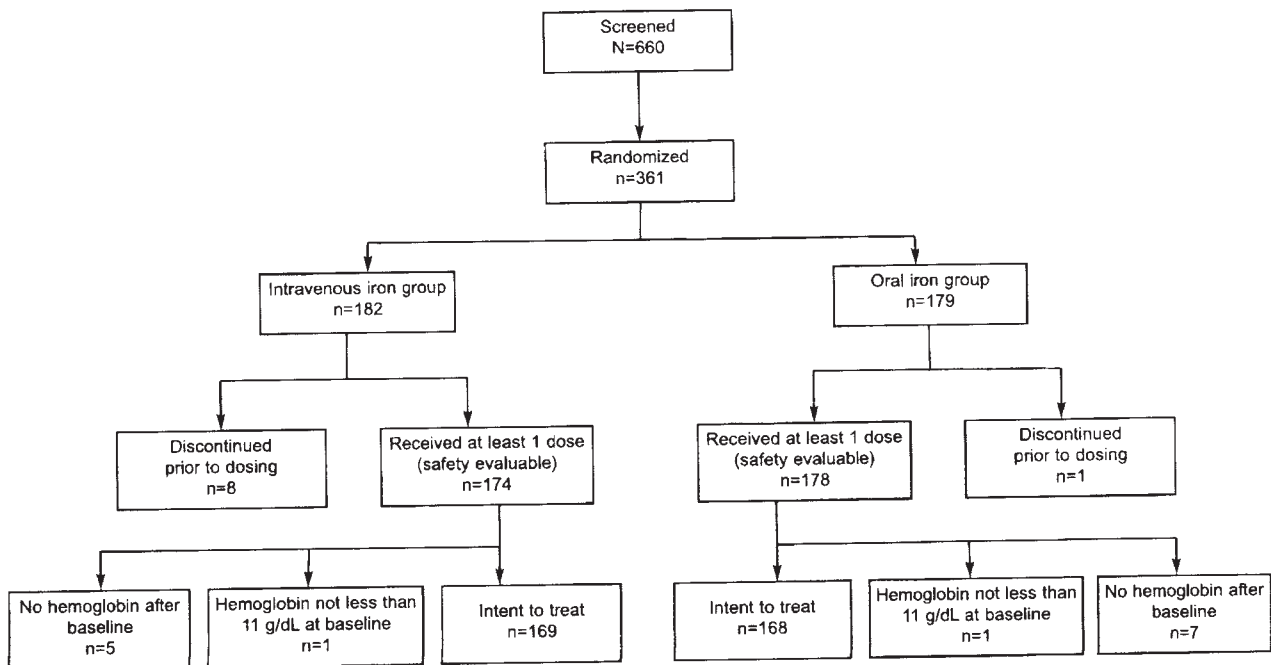 Screened
N=660
Randomized
n=361
Intravenous iron group
n=182
Oral iron group
n=179
Discontinued
prior to dosing
n=8
Received at least 1 dose
(safety evaluable)
n=174
Received at least 1 dose
(safety evaluable)
n=178
Discontinued
prior to dosing
n=1
No hemoglobin after
baseline
n=5
Hemoglobin not less than
11 g/dL at baseline
n=1
Intent to treat
n=169
Intent to treat
n=168
Hemoglobin not less than
11 g/dL at baseline
n=1
No hemoglobin after
baseline
n=7